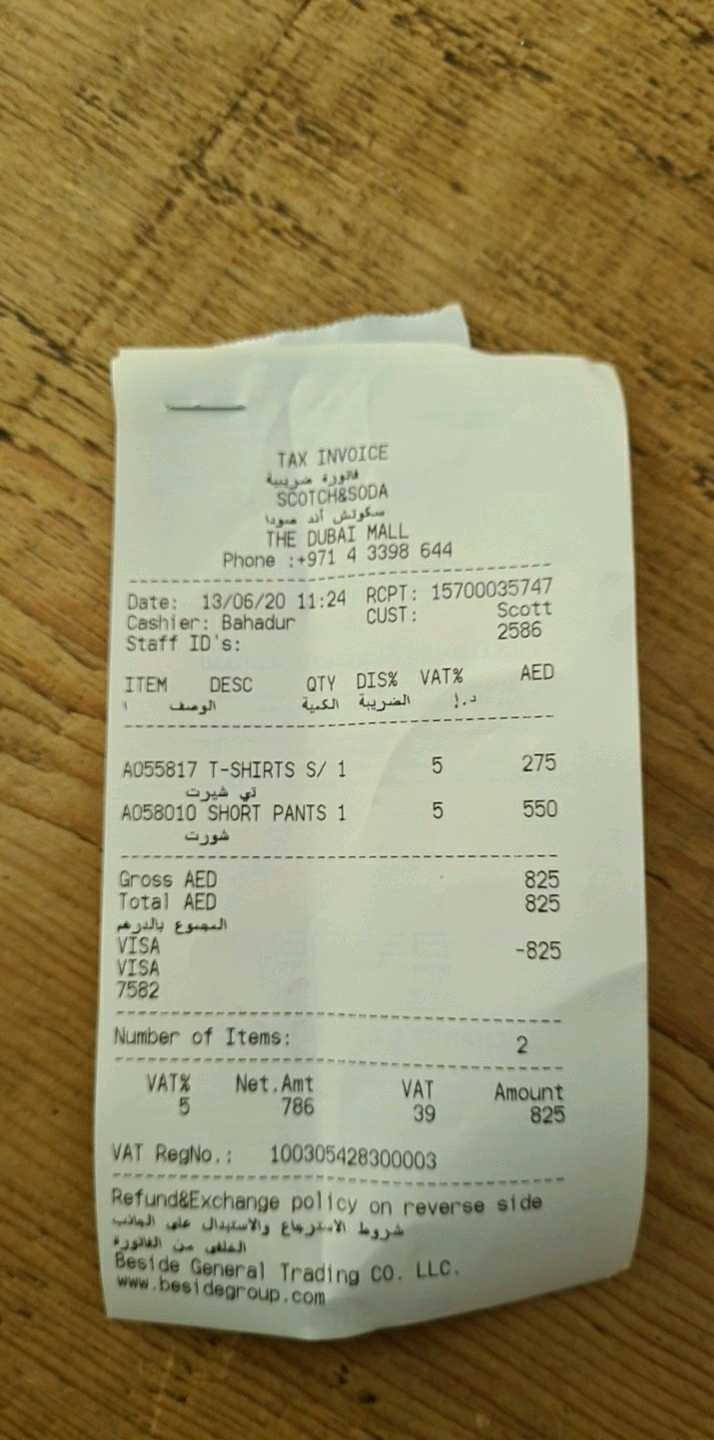 TAX INVOICE
فاتورة ضريبية
SCOTCH&SODA
سكوتش أند صودا
THE DUBAI MALL
Phone :+971 4 3398 644
Date: 13/06/20 11:24 RCPT: 15700035747
Cashier: Bahadur CUST: Scott
Staff ID's: 2586
ITEM DESC QTY DIS% VAT% AED
ا الوصف الكمية الضريبة د.إ
A055817 T-SHIRTS S/ 1 5 275
تي شيرت
A058010 SHORT PANTS 1 5 550
شورت
Gross AED 825
Total AED 825
المجموع بالدرهم
VISA -825
VISA
7582
Number of Items: 2
VAT% Net.Amt VAT Amount
5 786 39 825
VAT RegNo.: 100305428300003
Refund&Exchange policy on reverse side
شروط الاسترجاع والاستبدال على الجانب
الخلفي من الفاتورة
Beside General Trading CO. LLC.
www.besidegroup.com